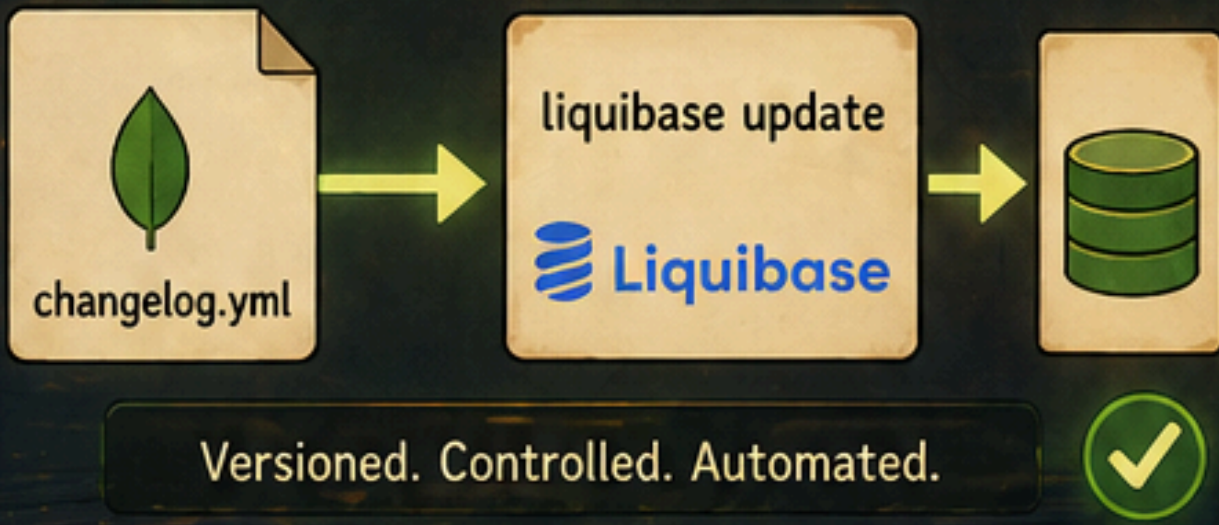 changelog.yml
liquibase update
Liquibase
Versioned. Controlled. Automated.